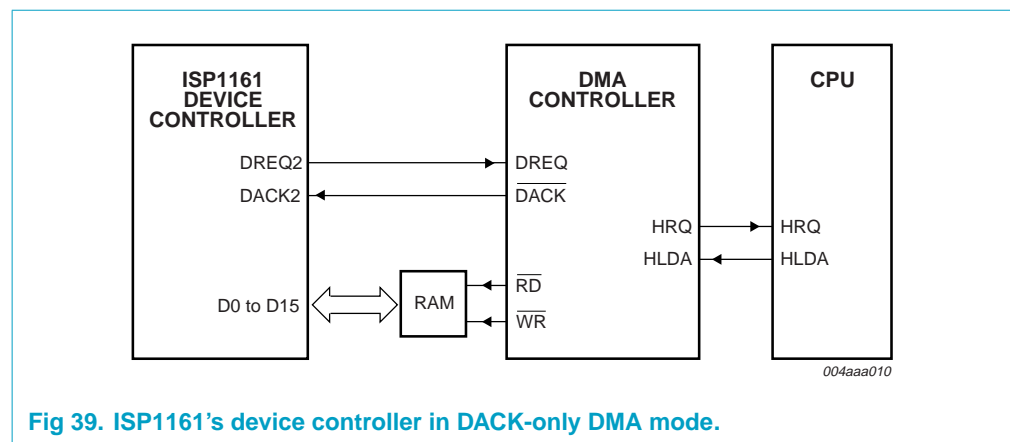 ISP1161
DEVICE
CONTROLLER
DMA
CONTROLLER
CPU
DREQ2
DREQ
DACK2
DACK
HRQ
HRQ
HLDA
HLDA
D0 to D15
RAM
RD
WR
004aaa010
Fig 39. ISP1161's device controller in DACK-only DMA mode.